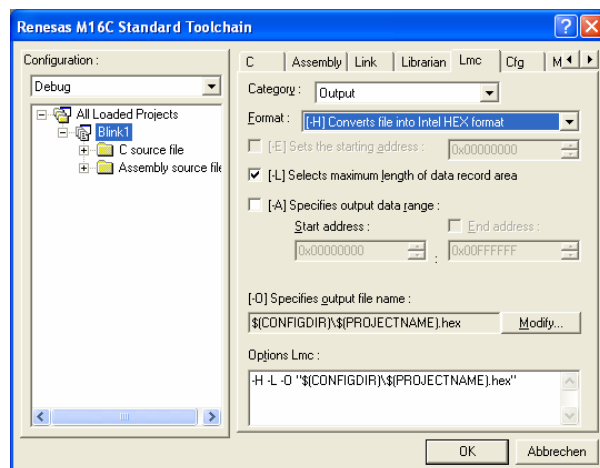 Renesas M16C Standard Toolchain
Configuration :
Debug
All Loaded Projects
Blink1
C source file
Assembly source file
C Assembly Link Librarian Lmc Cfg M
Category: Output
Format : [-H] Converts file into Intel HEX format
[-E] Sets the starting address : 0x00000000
[-L] Selects maximum length of data record area
[-A] Specifies output data range :
Start address : End address :
0x00000000 : 0x00FFFFFF
[-O] Specifies output file name :
$(CONFIGDIR)\$(PROJECTNAME).hex Modify...
Options Lmc :
-H -L -O "$(CONFIGDIR)\$(PROJECTNAME).hex"
OK Abbrechen